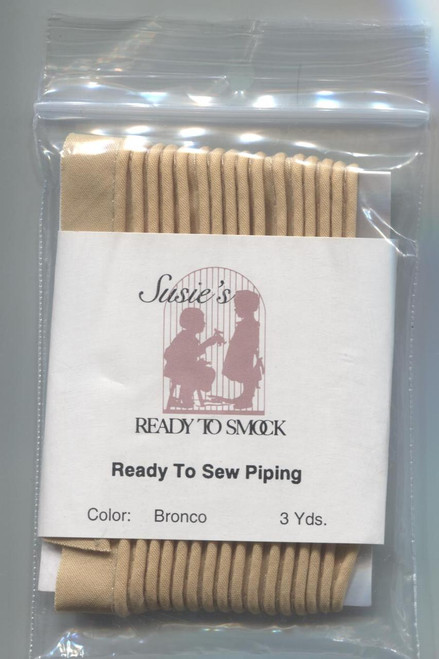 Susie's
READY TO SMOCK
Ready To Sew Piping
Color: Bronco 3 Yds.